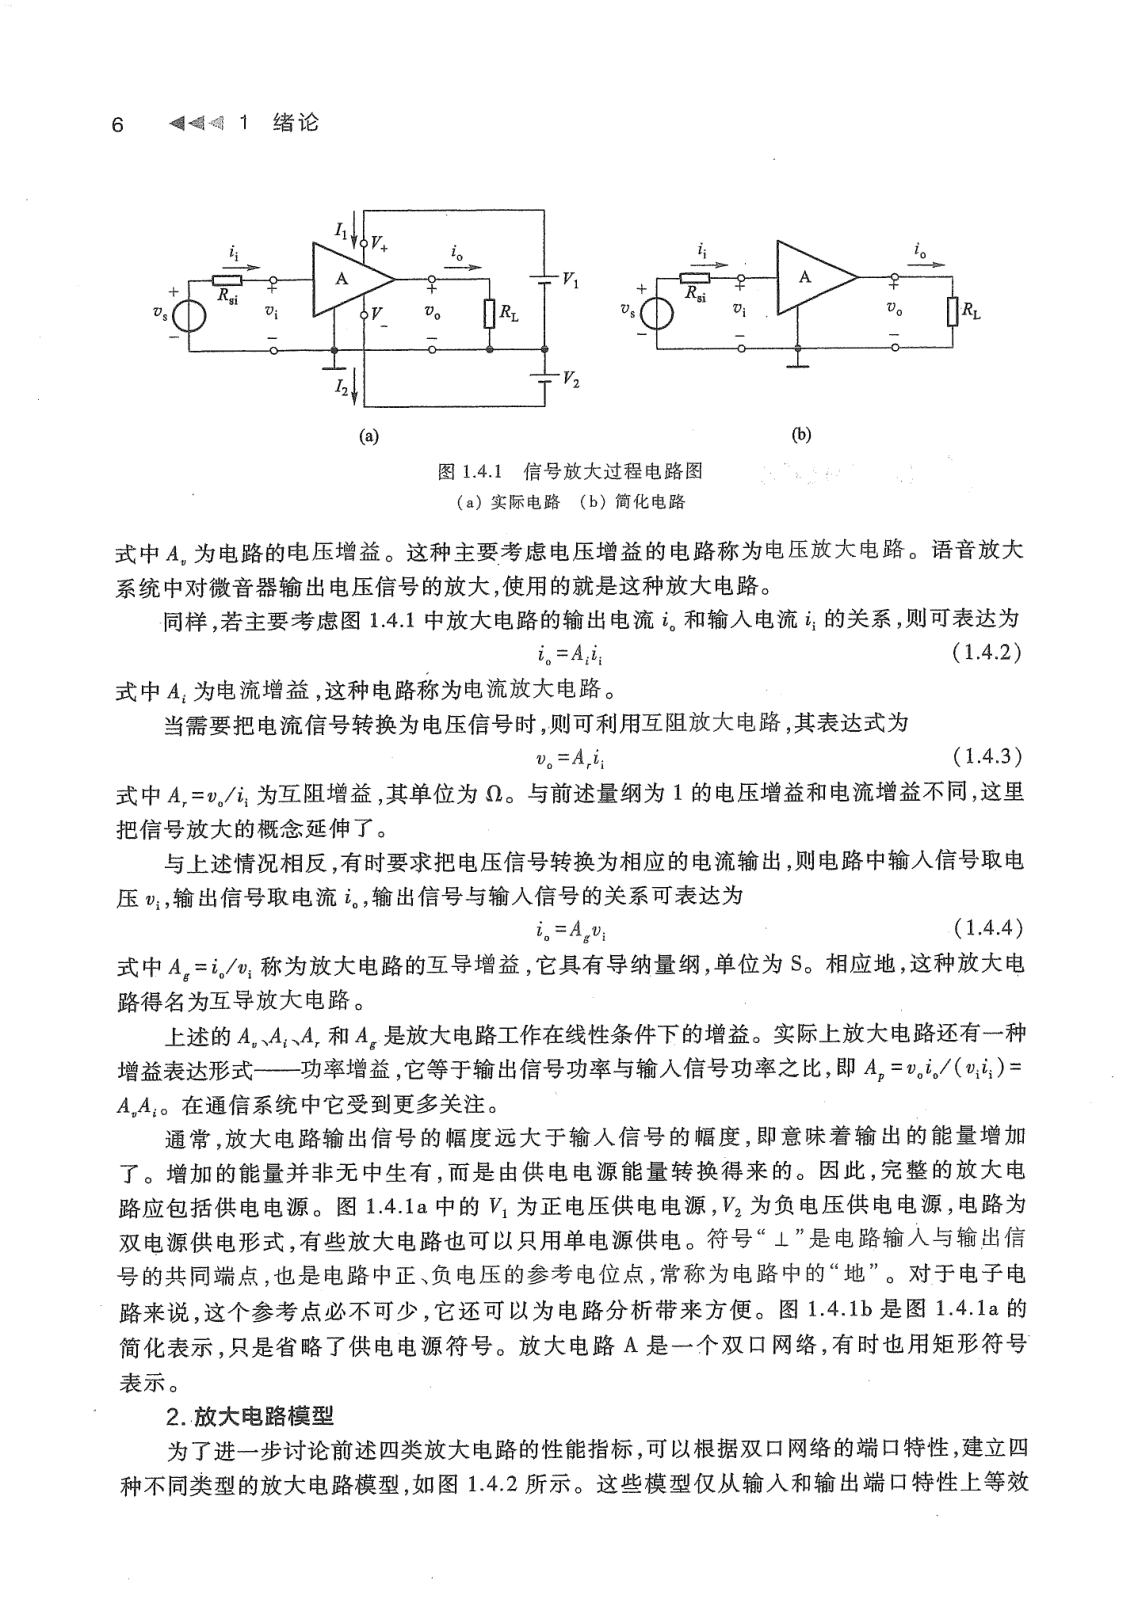 6 1 绪论
I₁ V₊ iᵢ iₒ A V₁ + Rₛᵢ + + vₛ vᵢ V₋ vₒ R_L − − − I₂ V₂
(a)
iᵢ iₒ A + Rₛᵢ + + vₛ vᵢ vₒ R_L − − −
(b)
图 1.4.1 信号放大过程电路图
(a) 实际电路 (b) 简化电路
式中 Aᵥ 为电路的电压增益。这种主要考虑电压增益的电路称为电压放大电路。语音放大
系统中对微音器输出电压信号的放大,使用的就是这种放大电路。
同样,若主要考虑图 1.4.1 中放大电路的输出电流 iₒ 和输入电流 iᵢ 的关系,则可表达为
iₒ=Aᵢiᵢ (1.4.2)
式中 Aᵢ 为电流增益,这种电路称为电流放大电路。
当需要把电流信号转换为电压信号时,则可利用互阻放大电路,其表达式为
vₒ=Aᵣiᵢ (1.4.3)
式中 Aᵣ=vₒ/iᵢ 为互阻增益,其单位为 Ω。与前述量纲为 1 的电压增益和电流增益不同,这里
把信号放大的概念延伸了。
与上述情况相反,有时要求把电压信号转换为相应的电流输出,则电路中输入信号取电
压 vᵢ,输出信号取电流 iₒ,输出信号与输入信号的关系可表达为
iₒ=A_g vᵢ (1.4.4)
式中 A_g=iₒ/vᵢ 称为放大电路的互导增益,它具有导纳量纲,单位为 S。相应地,这种放大电
路得名为互导放大电路。
上述的 Aᵥ、Aᵢ、Aᵣ 和 A_g 是放大电路工作在线性条件下的增益。实际上放大电路还有一种
增益表达形式——功率增益,它等于输出信号功率与输入信号功率之比,即 Aₚ=vₒiₒ/(vᵢiᵢ)=
AᵥAᵢ。在通信系统中它受到更多关注。
通常,放大电路输出信号的幅度远大于输入信号的幅度,即意味着输出的能量增加
了。增加的能量并非无中生有,而是由供电电源能量转换得来的。因此,完整的放大电
路应包括供电电源。图 1.4.1a 中的 V₁ 为正电压供电电源,V₂ 为负电压供电电源,电路为
双电源供电形式,有些放大电路也可以只用单电源供电。符号“⊥”是电路输入与输出信
号的共同端点,也是电路中正、负电压的参考电位点,常称为电路中的“地”。对于电子电
路来说,这个参考点必不可少,它还可以为电路分析带来方便。图 1.4.1b 是图 1.4.1a 的
简化表示,只是省略了供电电源符号。放大电路 A 是一个双口网络,有时也用矩形符号
表示。
2. 放大电路模型
为了进一步讨论前述四类放大电路的性能指标,可以根据双口网络的端口特性,建立四
种不同类型的放大电路模型,如图 1.4.2 所示。这些模型仅从输入和输出端口特性上等效